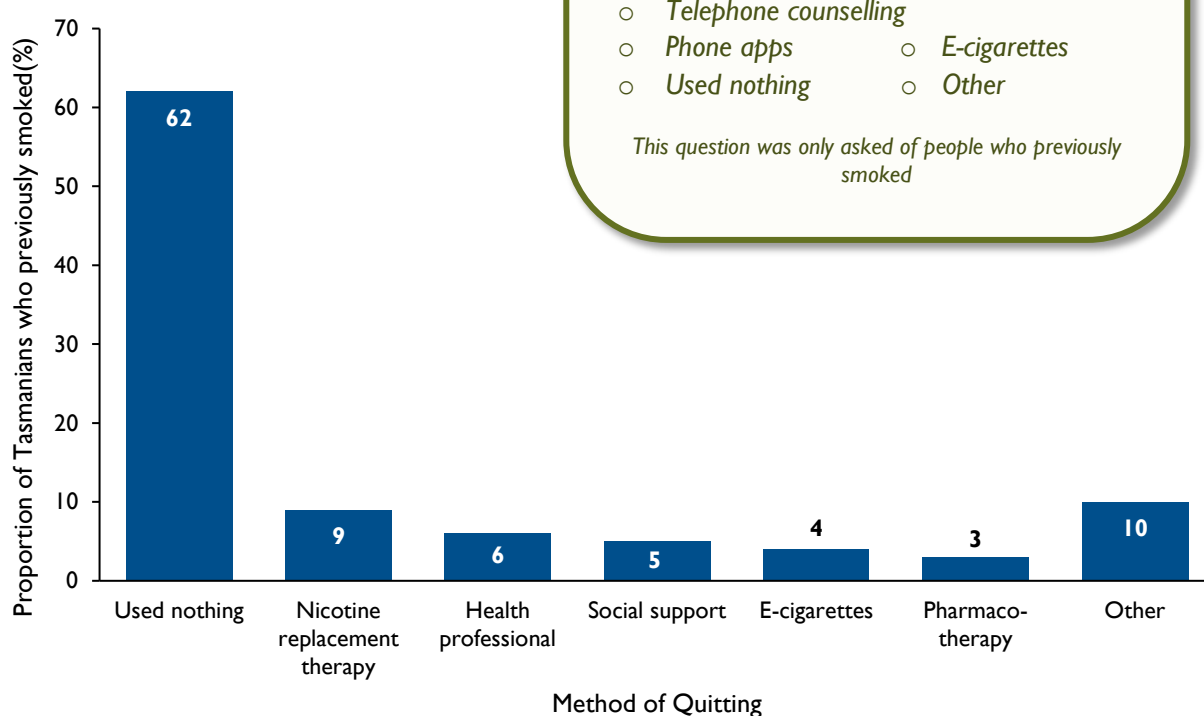 ○ Telephone counselling
○ Phone apps ○ E-cigarettes
○ Used nothing ○ Other
This question was only asked of people who previously
smoked
Proportion of Tasmanians who previously smoked(%)
70
60
50
40
30
20
10
0
62
9
6
5
4
3
10
Used nothing
Nicotine
replacement
therapy
Health
professional
Social support
E-cigarettes
Pharmaco-
therapy
Other
Method of Quitting